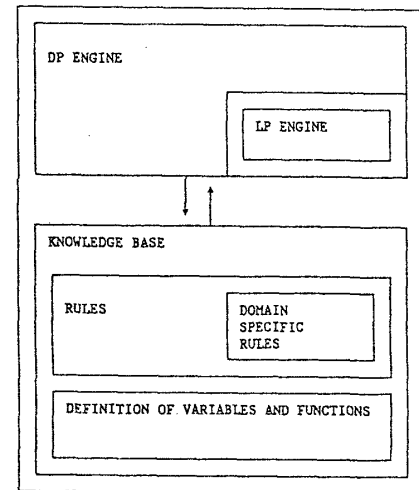 DP ENGINE
LP ENGINE
KNOWLEDGE BASE
RULES
DOMAIN
SPECIFIC
RULES
DEFINITION OF VARIABLES AND FUNCTIONS